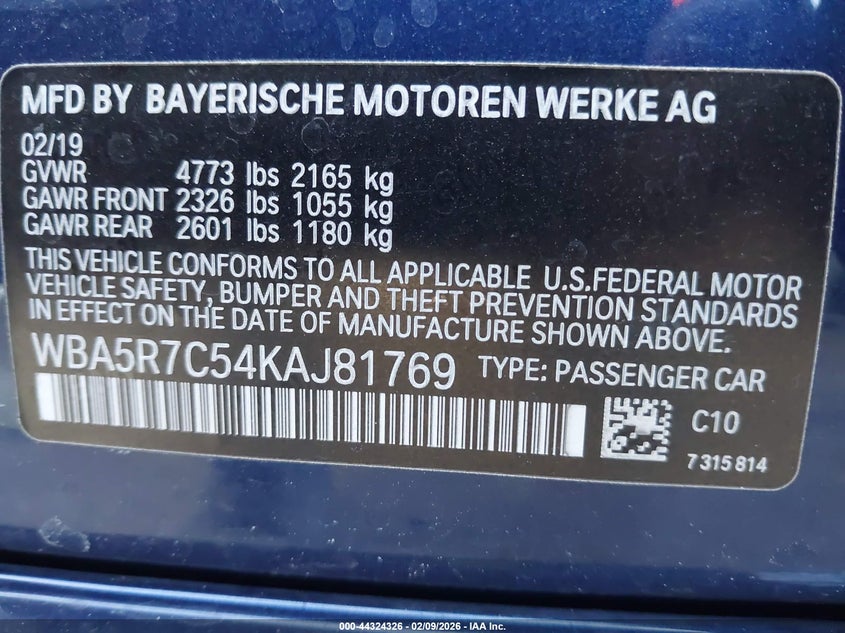 MFD BY BAYERISCHE MOTOREN WERKE AG
02/19
GVWR 4773 lbs 2165 kg
GAWR FRONT 2326 lbs 1055 kg
GAWR REAR 2601 lbs 1180 kg
THIS VEHICLE CONFORMS TO ALL APPLICABLE U.S.FEDERAL MOTOR
VEHICLE SAFETY, BUMPER AND THEFT PREVENTION STANDARDS
IN EFFECT ON THE DATE OF MANUFACTURE SHOWN ABOVE.
WBA5R7C54KAJ81769 TYPE: PASSENGER CAR
C10
7315814
000-44324326 - 02/09/2026 - IAA Inc.